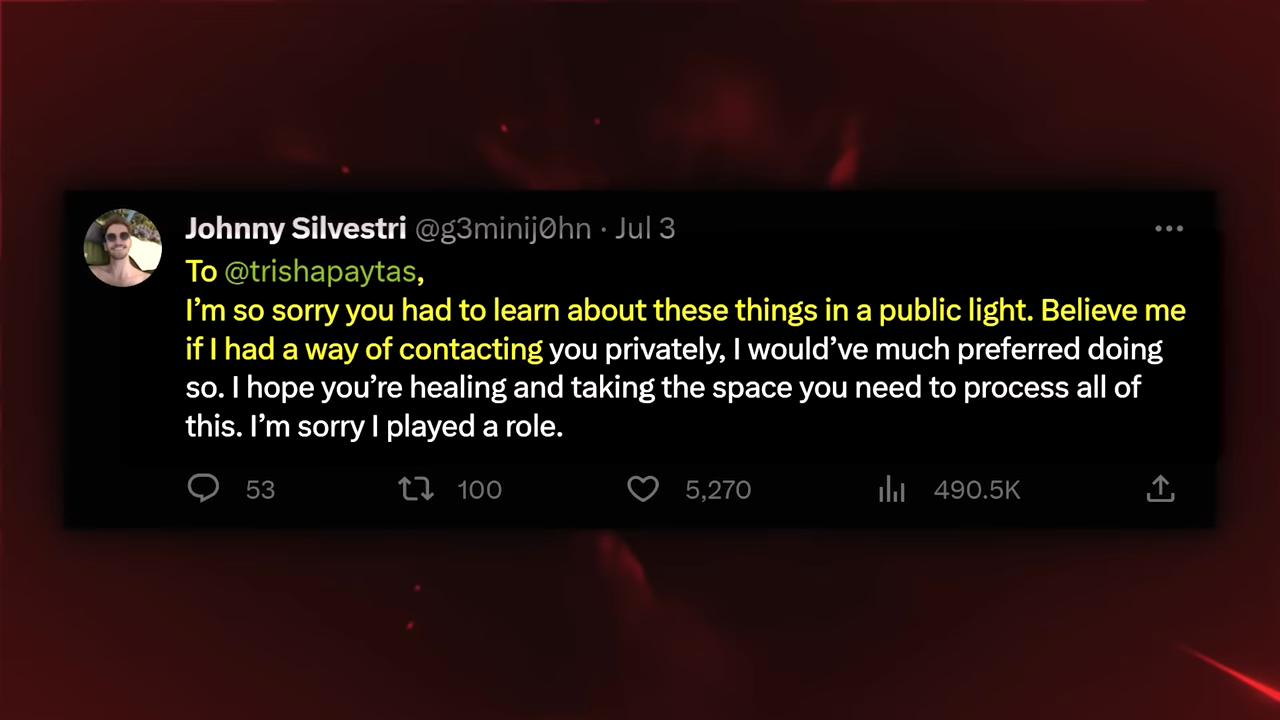 Johnny Silvestri @g3minij0hn · Jul 3
To @trishapaytas,
I’m so sorry you had to learn about these things in a public light. Believe me
if I had a way of contacting you privately, I would’ve much preferred doing
so. I hope you’re healing and taking the space you need to process all of
this. I’m sorry I played a role.
53 100 5,270 490.5K